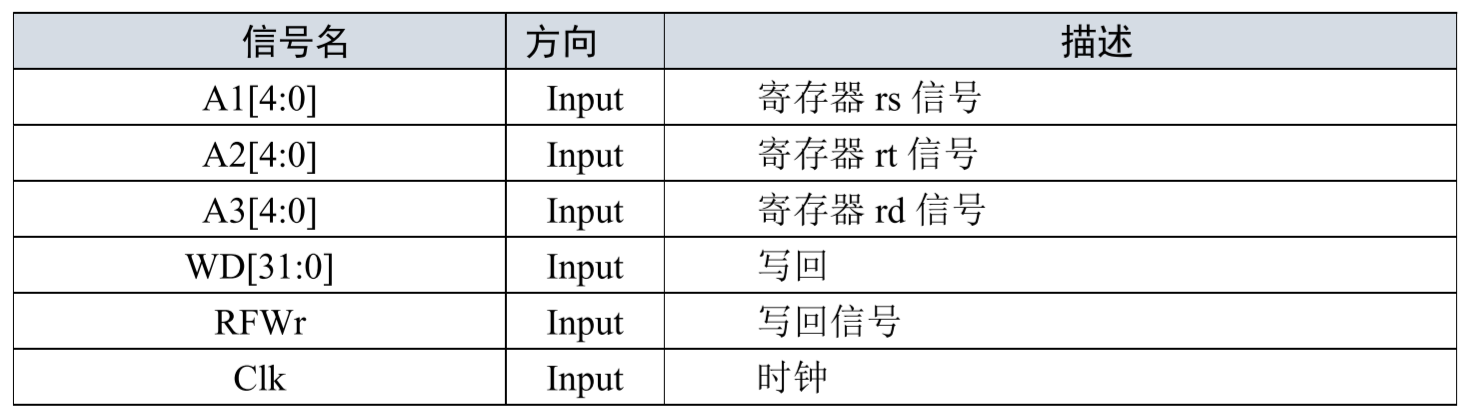 信号名 方向 描述
A1[4:0] Input 寄存器 rs 信号
A2[4:0] Input 寄存器 rt 信号
A3[4:0] Input 寄存器 rd 信号
WD[31:0] Input 写回
RFWr Input 写回信号
Clk Input 时钟